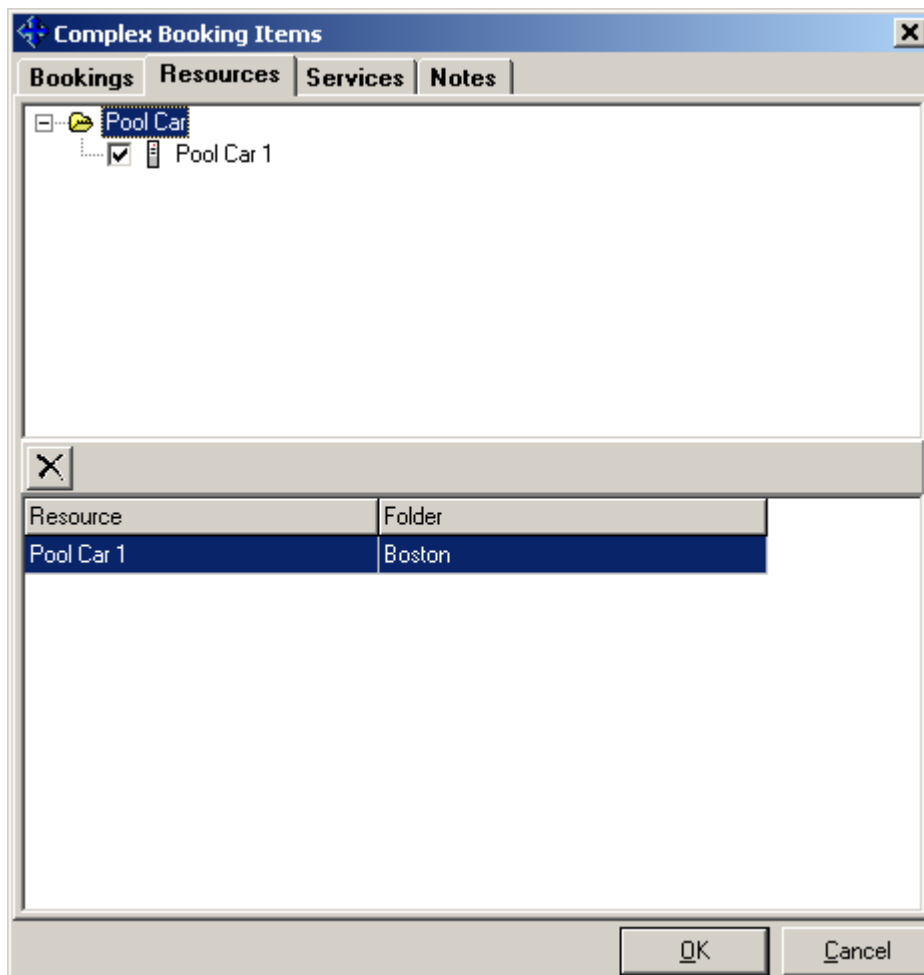 Complex Booking Items
Bookings Resources Services Notes
Pool Car
Pool Car 1
Resource Folder
Pool Car 1 Boston
OK Cancel